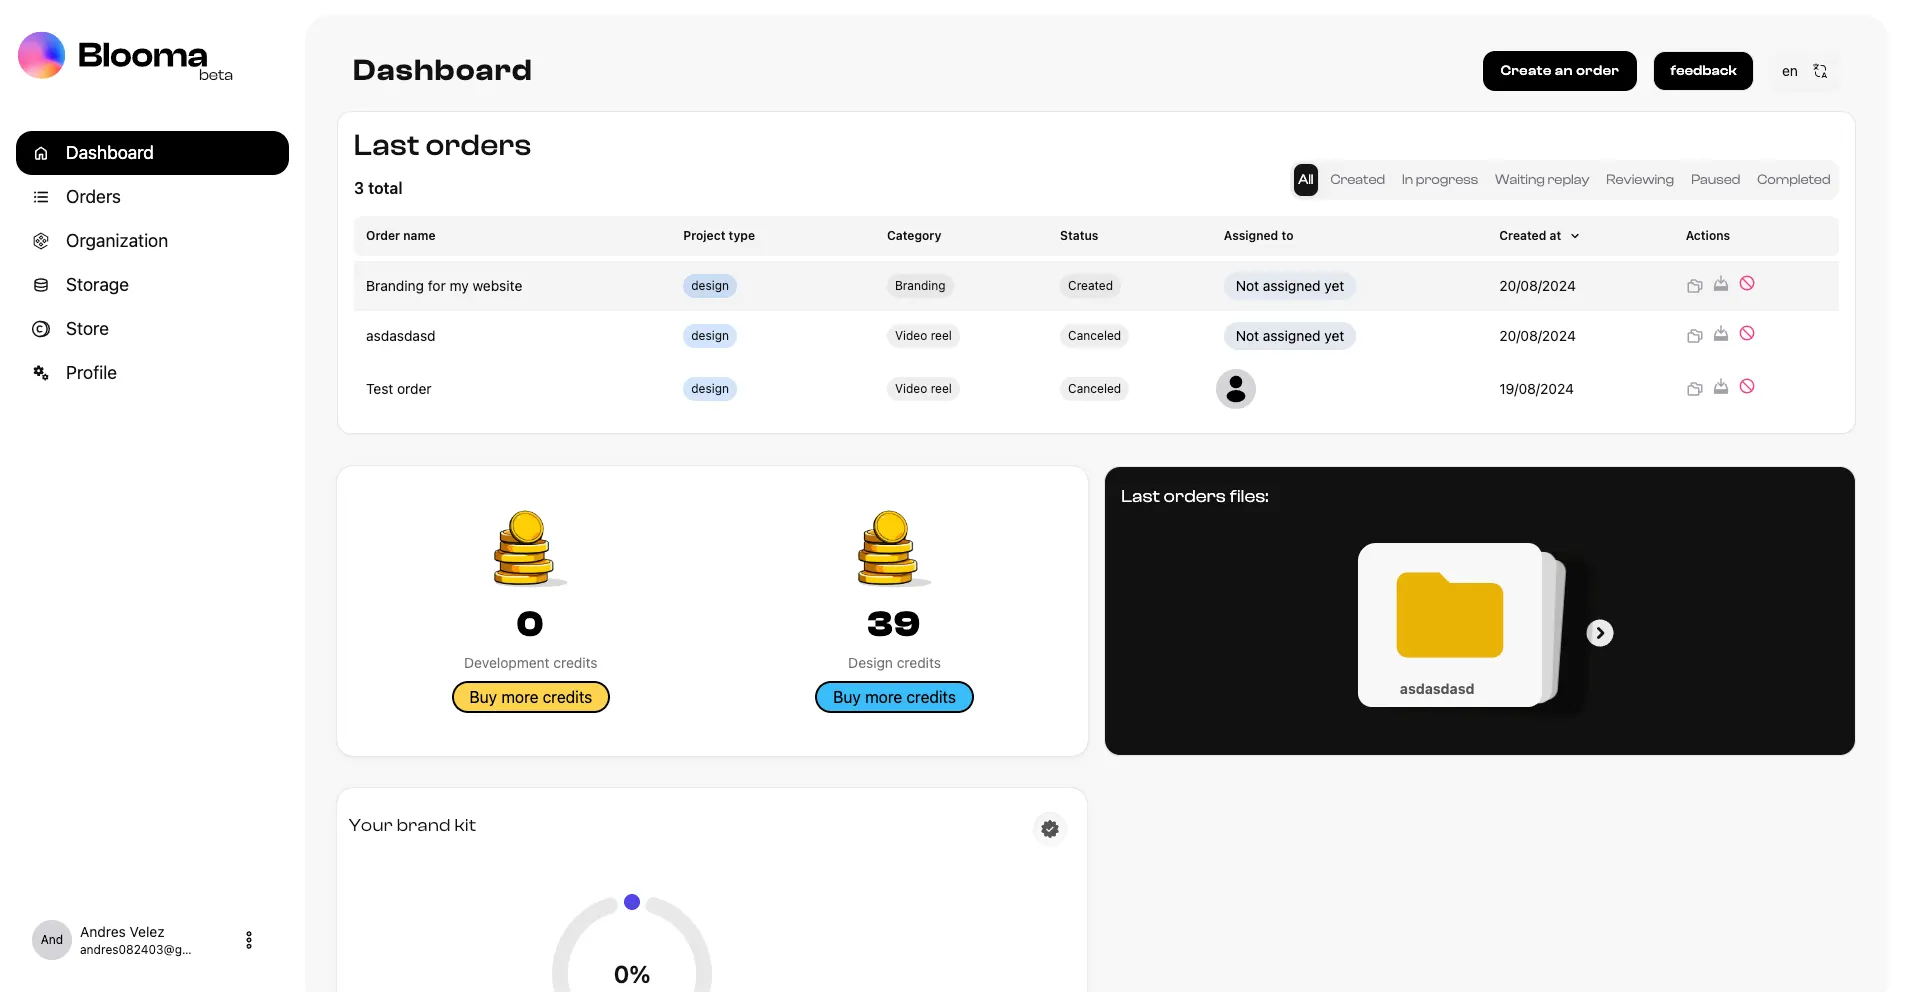 Blooma
beta
Dashboard
Orders
Organization
Storage
Store
Profile
And
Andres Velez
andres082403@g...
Dashboard
Create an order
feedback
en
Last orders
3 total
All Created In progress Waiting replay Reviewing Paused Completed
Order name Project type Category Status Assigned to Created at Actions
Branding for my website design Branding Created Not assigned yet 20/08/2024
asdasdasd design Video reel Canceled Not assigned yet 20/08/2024
Test order design Video reel Canceled 19/08/2024
0
Development credits
Buy more credits
39
Design credits
Buy more credits
Last orders files:
asdasdasd
Your brand kit
0%